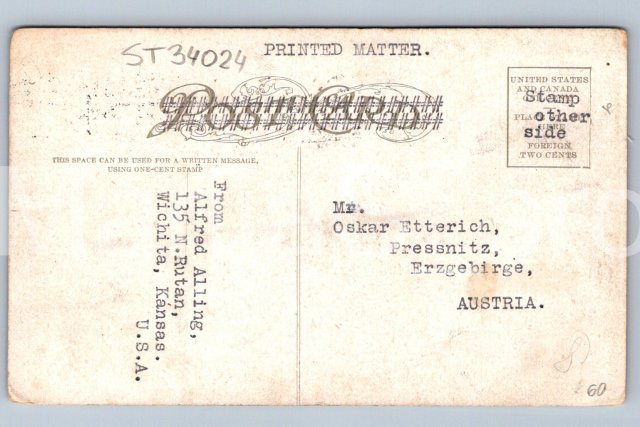 ST34024
PRINTED MATTER.
Post Card
UNITED STATES
AND CANADA
Stamp
other
side
FOREIGN
TWO CENTS
THIS SPACE CAN BE USED FOR A WRITTEN MESSAGE,
USING ONE-CENT STAMP
From
Alfred Alling,
135 N.Rutan,
Wichita, Kansas.
U.S.A.
Mr.
Oskar Etterich,
Pressnitz,
Erzgebirge,
AUSTRIA.
60